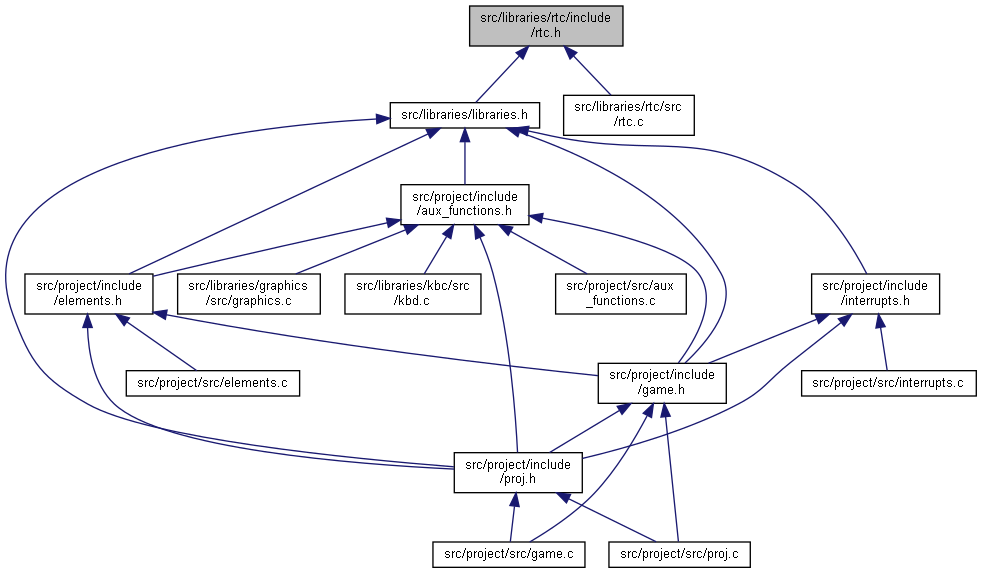 src/libraries/rtc/include
/rtc.h
src/libraries/libraries.h
src/libraries/rtc/src
/rtc.c
src/project/include
/aux_functions.h
src/project/include
/elements.h
src/libraries/graphics
/src/graphics.c
src/libraries/kbc/src
/kbd.c
src/project/src/aux
_functions.c
src/project/include
/interrupts.h
src/project/src/elements.c
src/project/include
/game.h
src/project/src/interrupts.c
src/project/include
/proj.h
src/project/src/game.c
src/project/src/proj.c